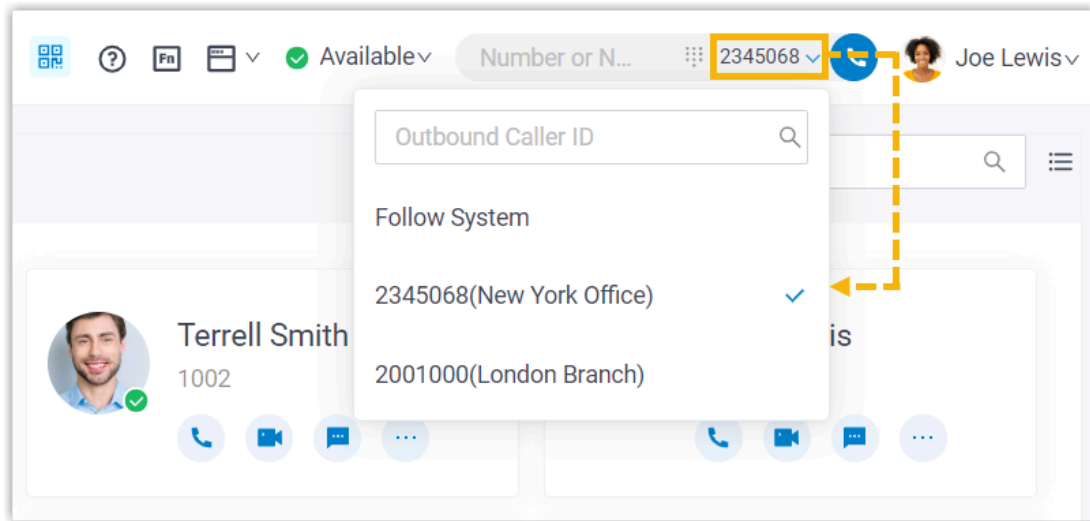 Fn
Available
Number or N...
2345068
Joe Lewis
Outbound Caller ID
Follow System
2345068(New York Office)
2001000(London Branch)
Terrell Smith
is
1002